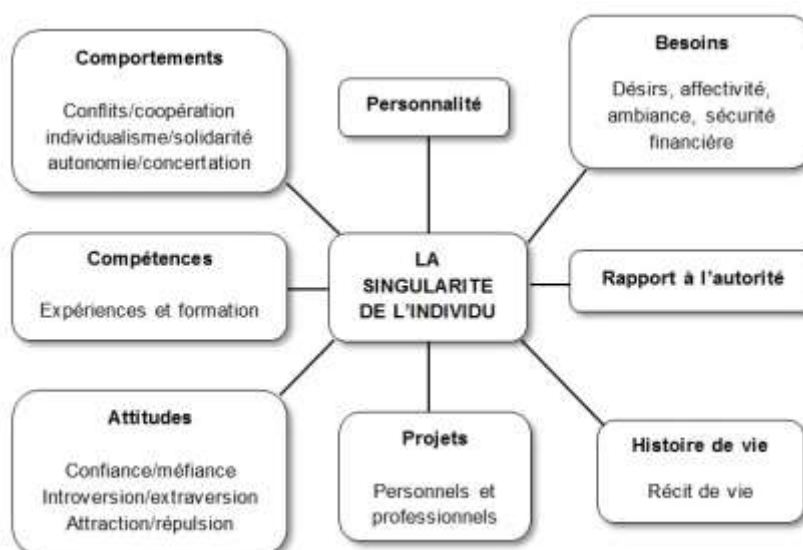 Comportements
Conflits/coopération
individualisme/solidarité
autonomie/concertation
Personnalité
Besoins
Désirs, affectivité,
ambiance, sécurité
financière
Compétences
Expériences et formation
LA
SINGULARITE
DE L'INDIVIDU
Rapport à l'autorité
Attitudes
Confiance/méfiance
Introversion/extraversion
Attraction/répulsion
Projets
Personnels et
professionnels
Histoire de vie
Récit de vie